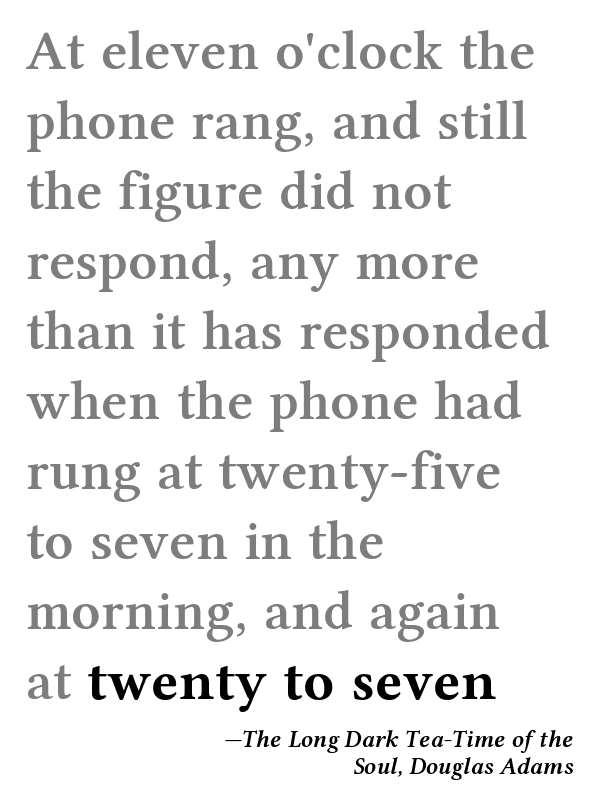 At eleven o'clock the
phone rang, and still
the figure did not
respond, any more
than it has responded
when the phone had
rung at twenty-five
to seven in the
morning, and again
at twenty to seven
—The Long Dark Tea-Time of the
Soul, Douglas Adams